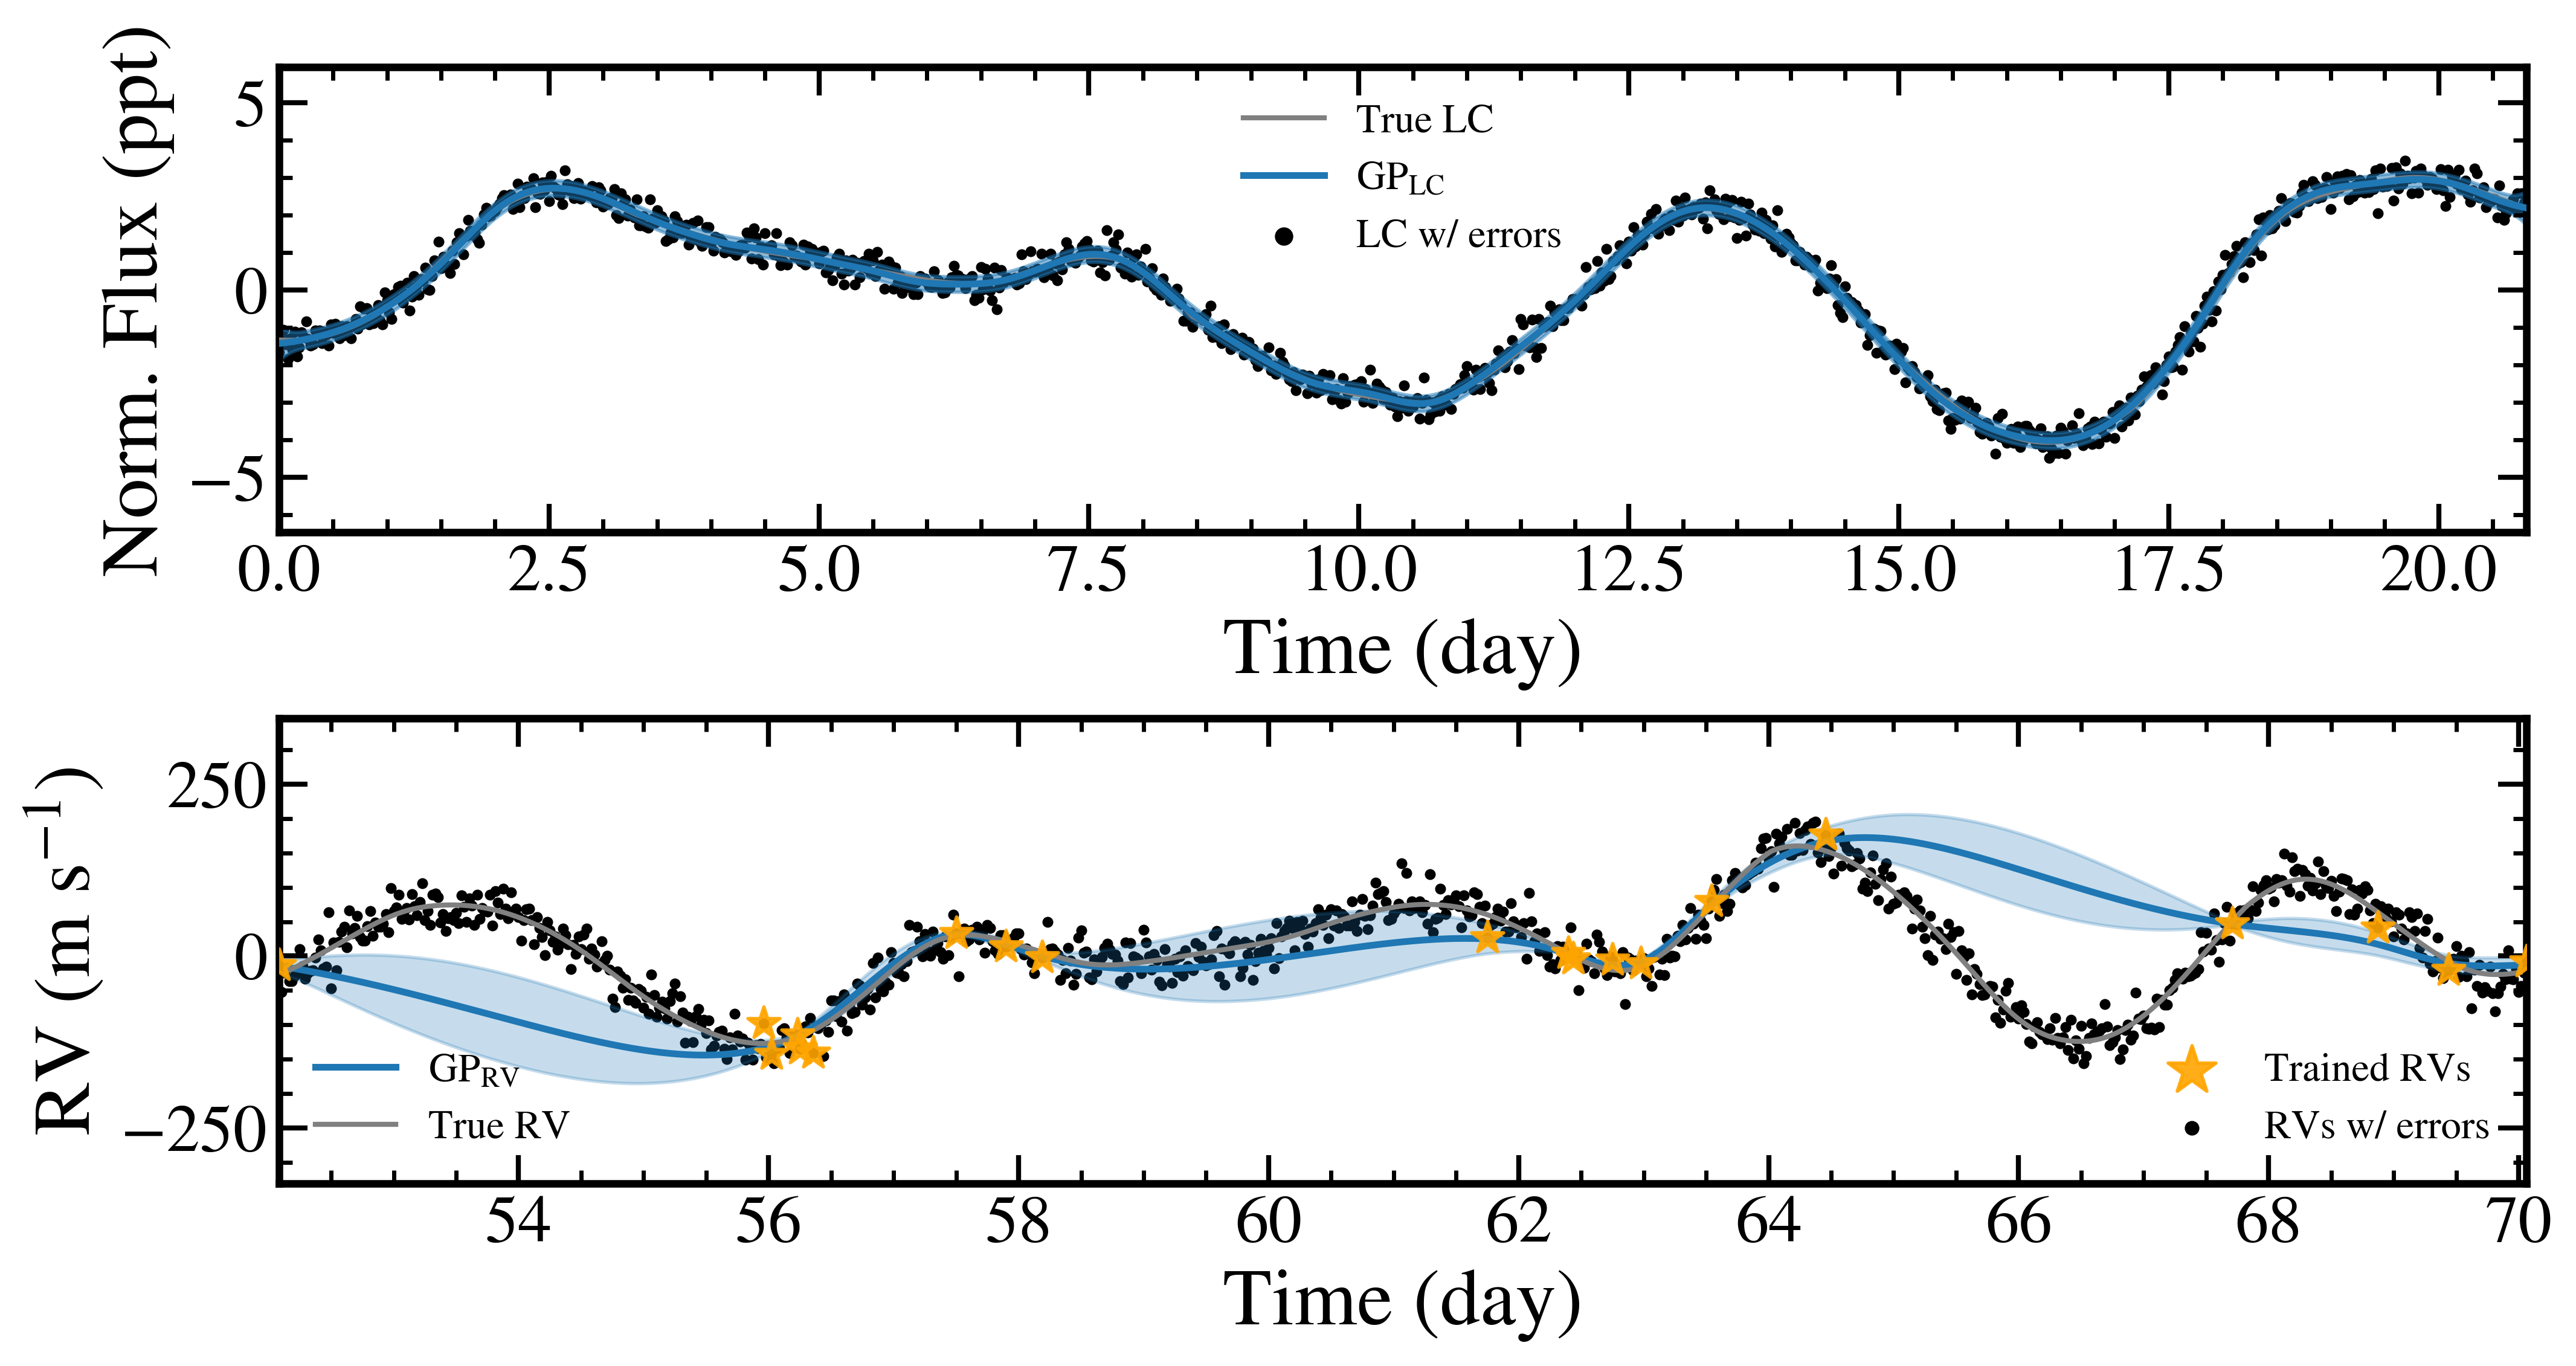 Norm. Flux (ppt)
5
0
−5
True LC
GP_LC
LC w/ errors
0.0 2.5 5.0 7.5 10.0 12.5 15.0 17.5 20.0
Time (day)
RV (m s⁻¹)
250
0
−250
GP_RV
True RV
Trained RVs
RVs w/ errors
54 56 58 60 62 64 66 68 70
Time (day)